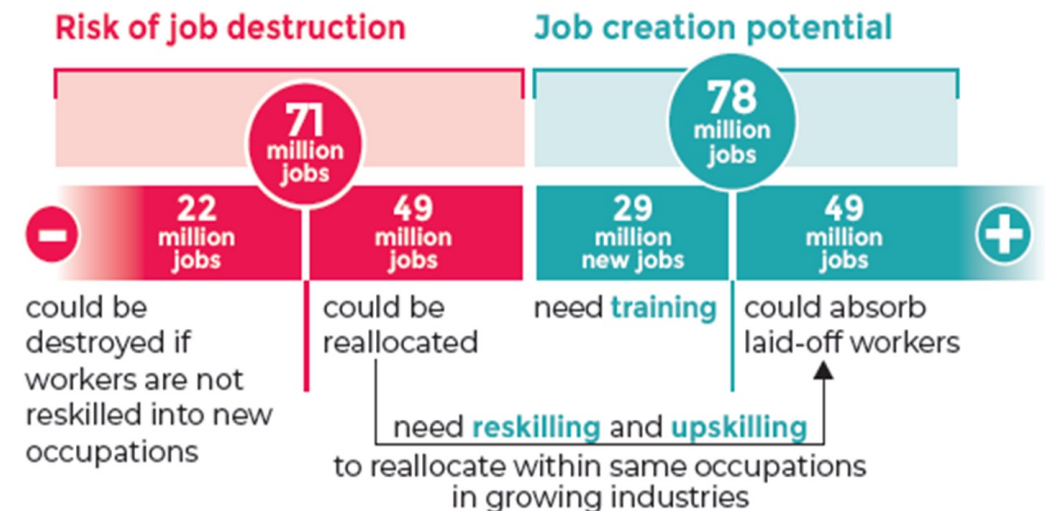 Risk of job destruction
71
million
jobs
22
million
jobs
could be
destroyed if
workers are not
reskilled into new
occupations
49
million
jobs
could be
reallocated
Job creation potential
78
million
jobs
29
million
new jobs
need training
49
million
jobs
could absorb
laid-off workers
need reskilling and upskilling
to reallocate within same occupations
in growing industries